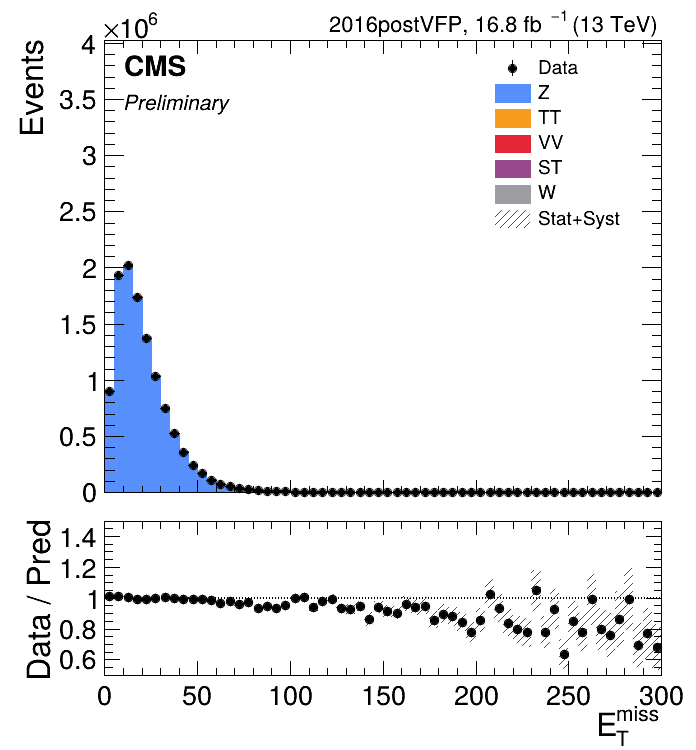 ×10⁶
2016postVFP, 16.8 fb⁻¹ (13 TeV)
CMS
Preliminary
Events
4
3.5
3
2.5
2
1.5
1
0.5
0
Data
Z
TT
VV
ST
W
Stat+Syst
Data / Pred
1.4
1.2
1
0.8
0.6
0 50 100 150 200 250 300
E_T^miss